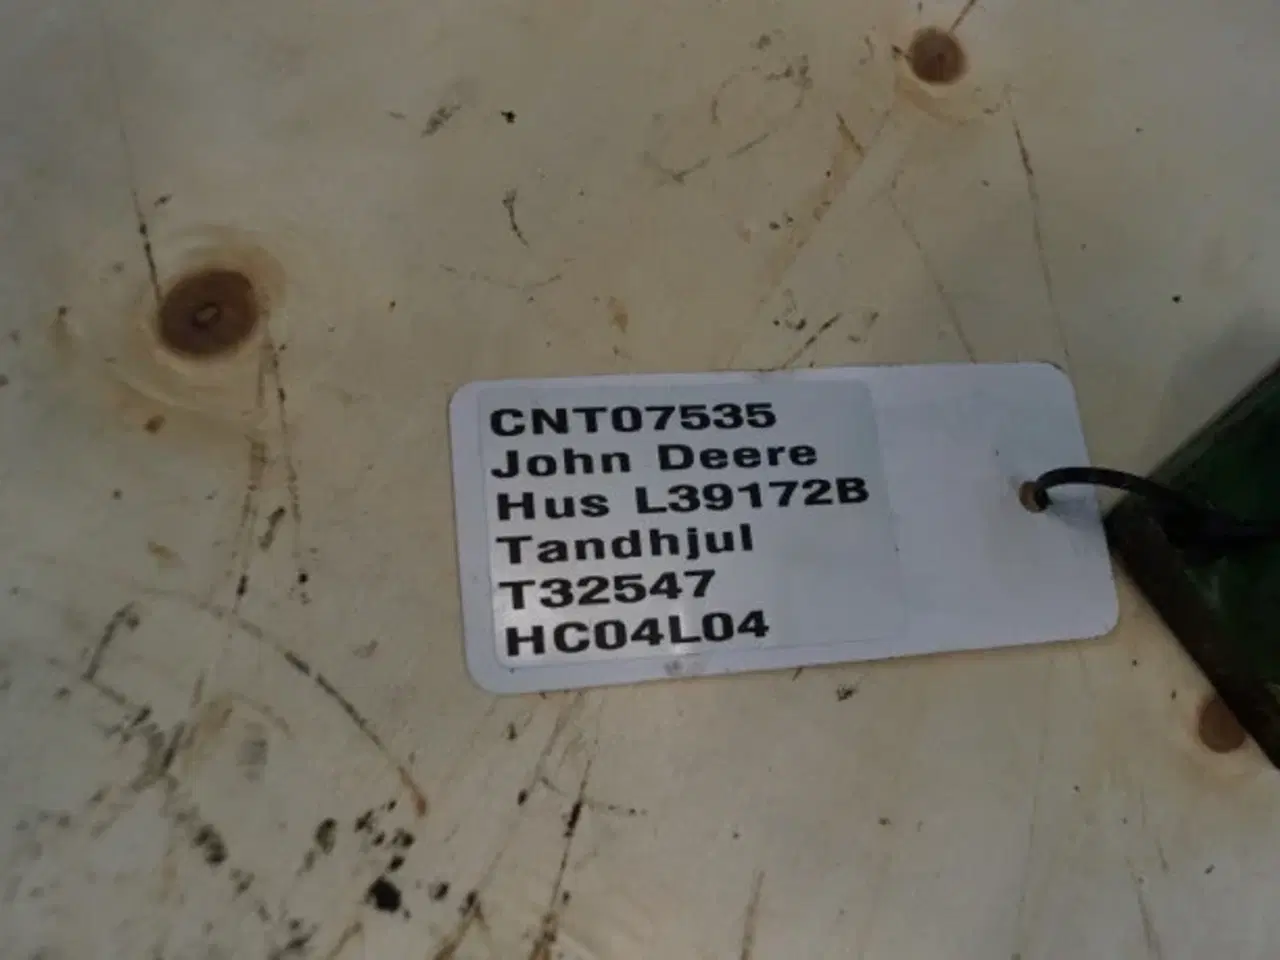 CNT07535
John Deere
Hus L39172B
Tandhjul
T32547
HC04L04